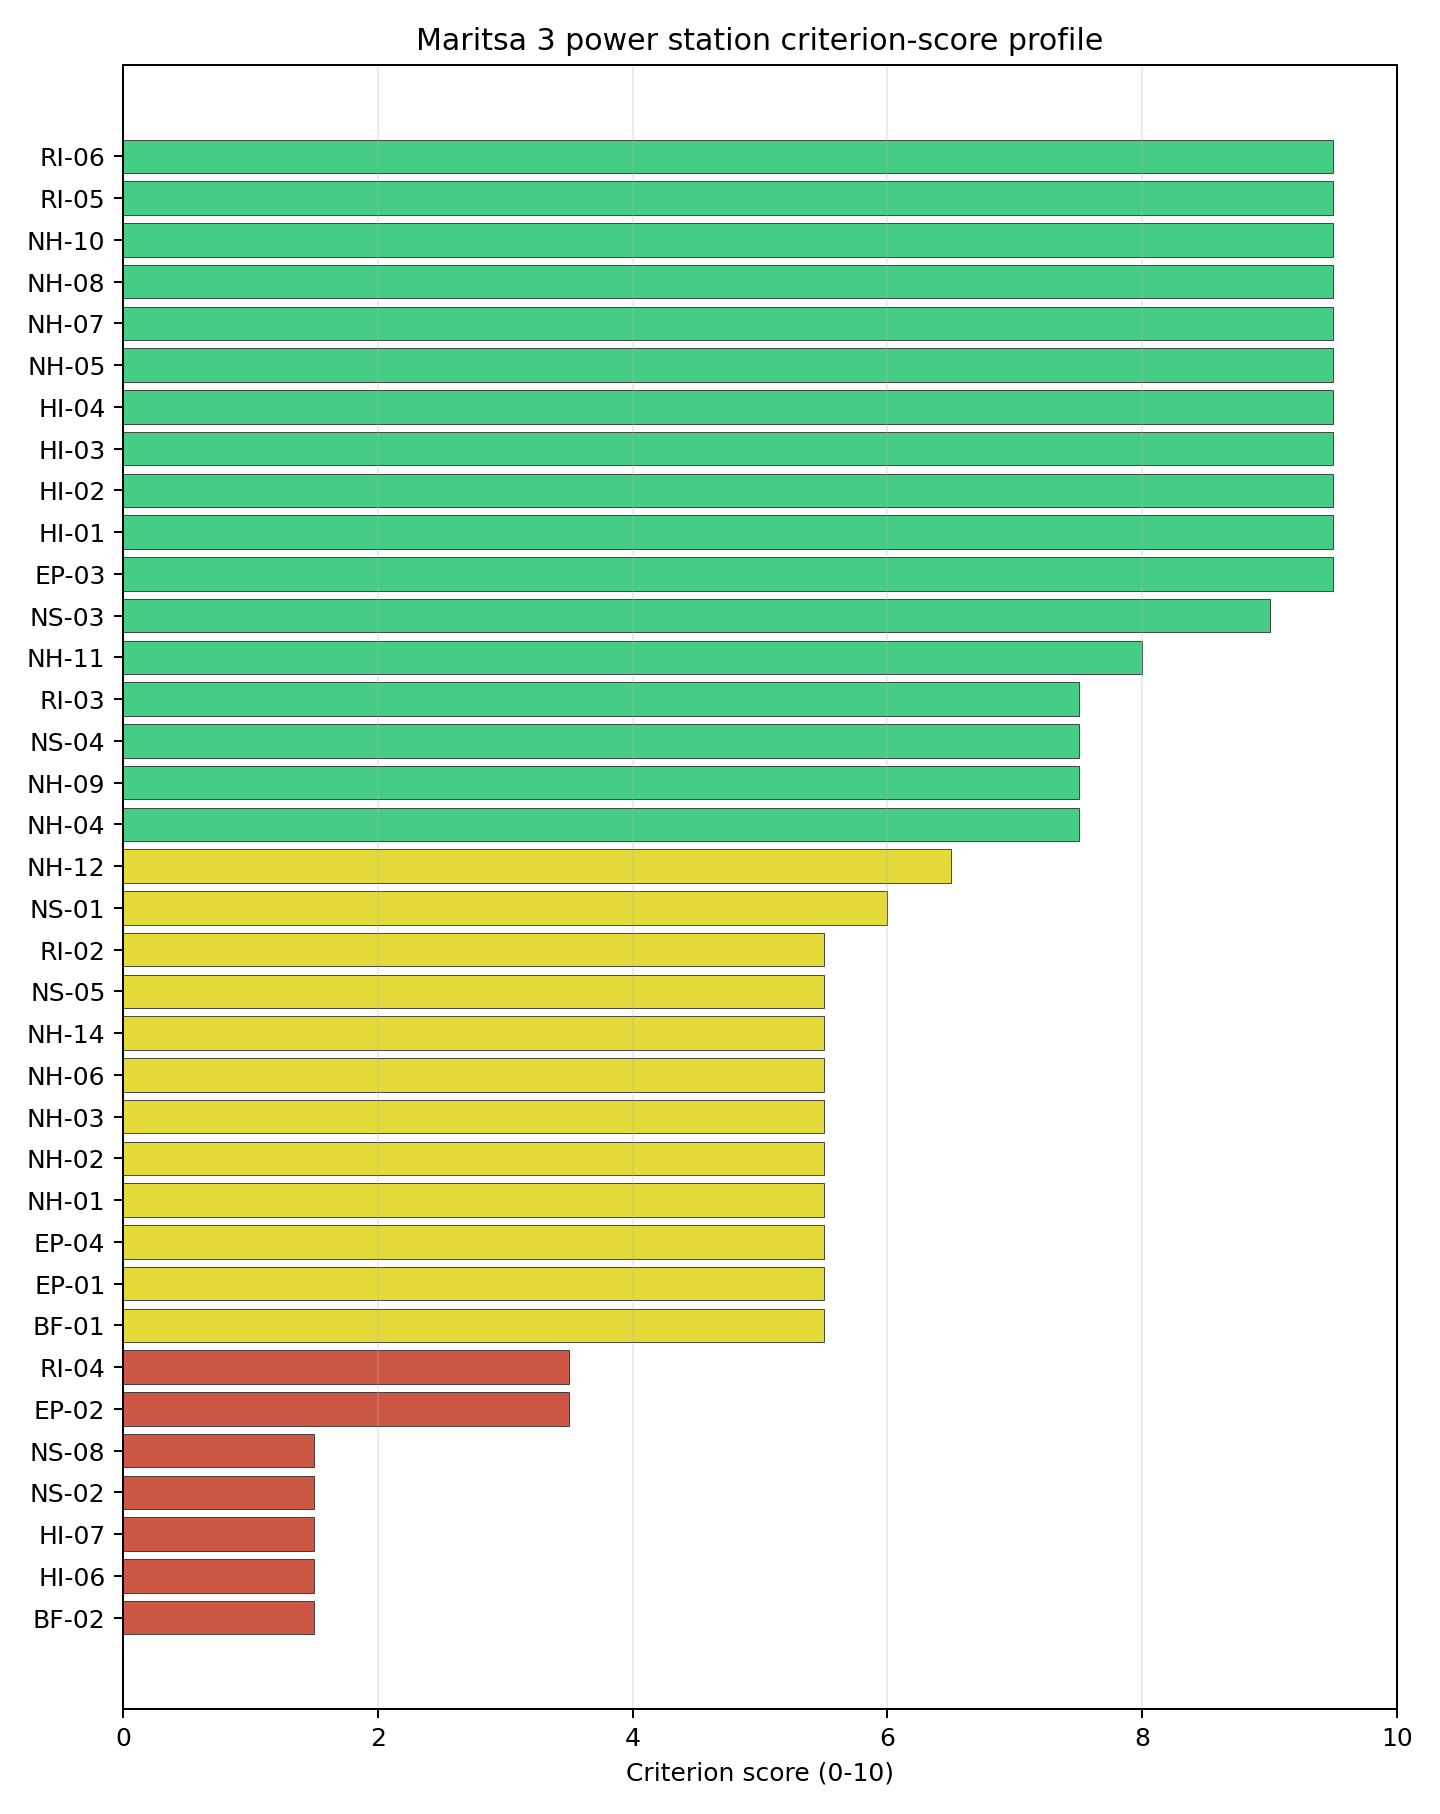 Maritsa 3 power station criterion-score profile
RI-06
RI-05
NH-10
NH-08
NH-07
NH-05
HI-04
HI-03
HI-02
HI-01
EP-03
NS-03
NH-11
RI-03
NS-04
NH-09
NH-04
NH-12
NS-01
RI-02
NS-05
NH-14
NH-06
NH-03
NH-02
NH-01
EP-04
EP-01
BF-01
RI-04
EP-02
NS-08
NS-02
HI-07
HI-06
BF-02
0 2 4 6 8 10
Criterion score (0-10)